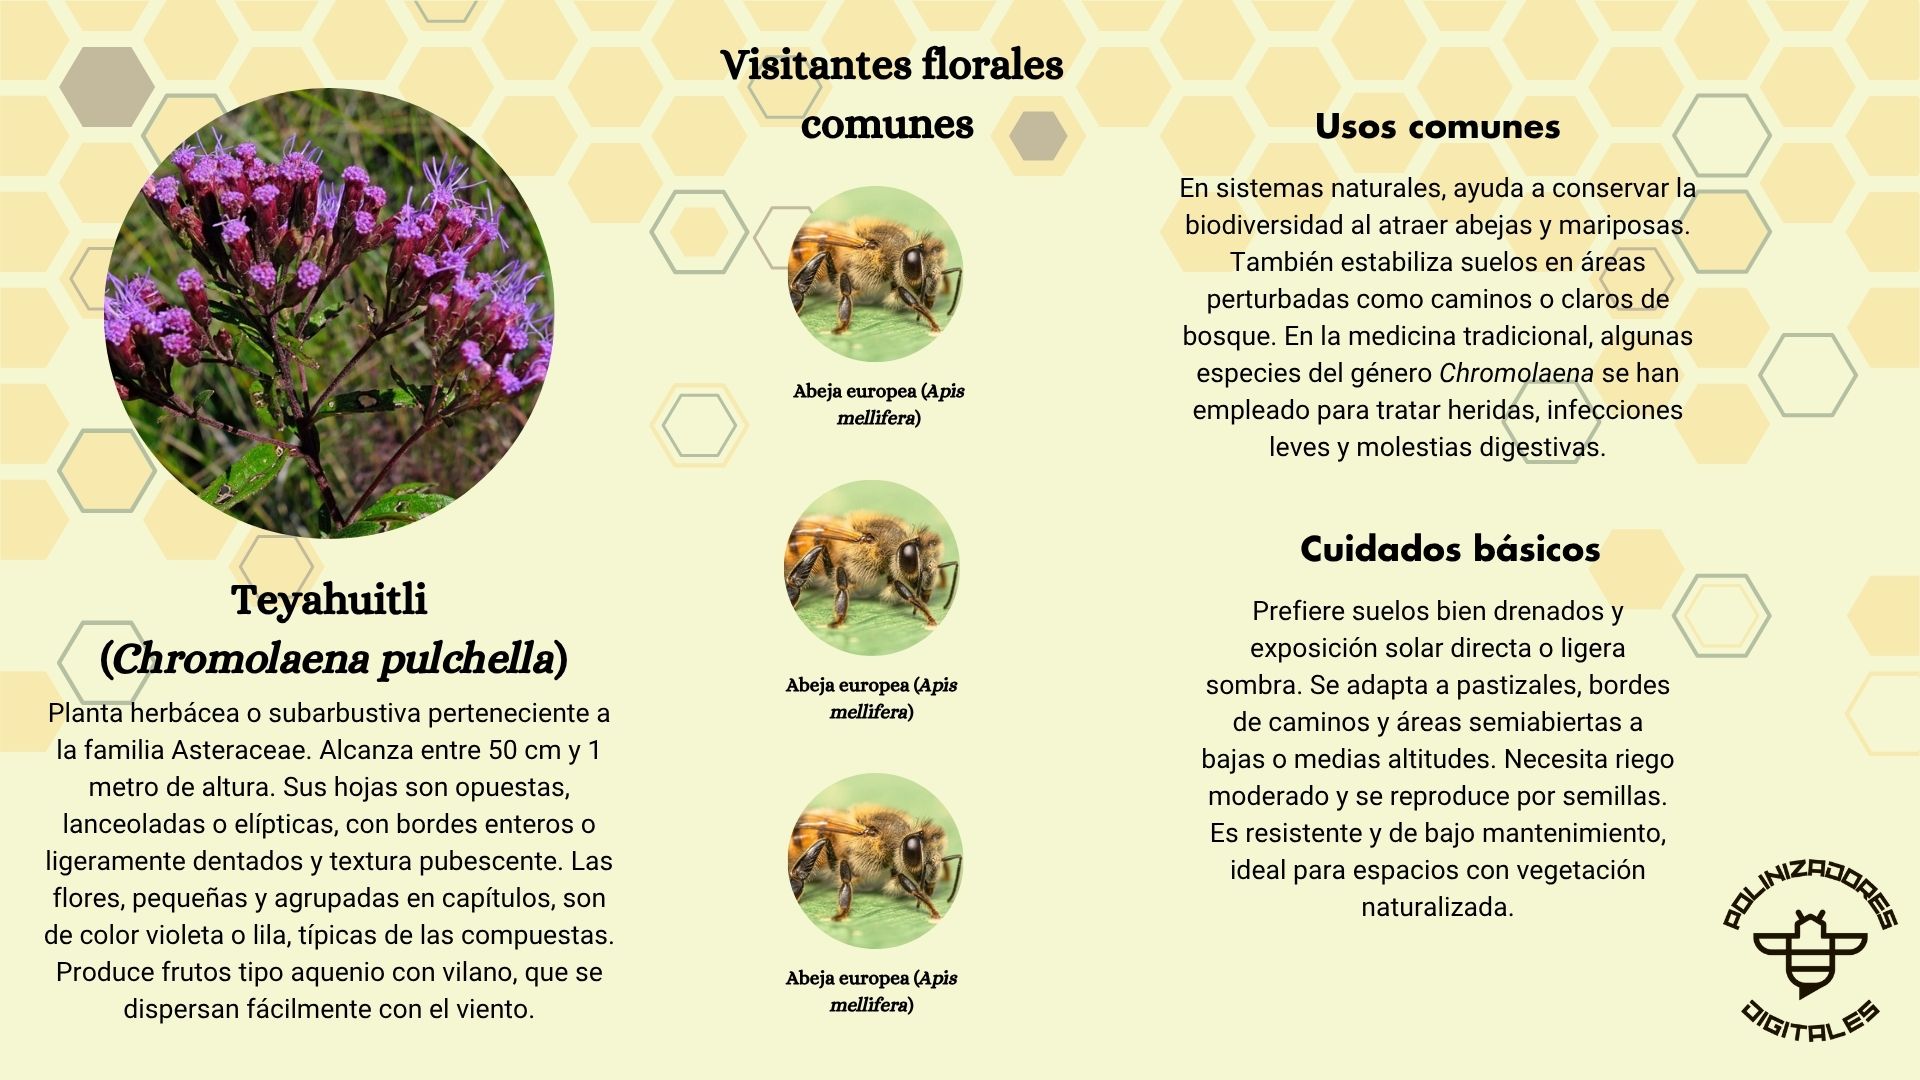 Teyahuitli
(Chromolaena pulchella)
Planta herbácea o subarbustiva perteneciente a
la familia Asteraceae. Alcanza entre 50 cm y 1
metro de altura. Sus hojas son opuestas,
lanceoladas o elípticas, con bordes enteros o
ligeramente dentados y textura pubescente. Las
flores, pequeñas y agrupadas en capítulos, son
de color violeta o lila, típicas de las compuestas.
Produce frutos tipo aquenio con vilano, que se
dispersan fácilmente con el viento.
Visitantes florales
comunes
Abeja europea (Apis
mellifera)
Abeja europea (Apis
mellifera)
Abeja europea (Apis
mellifera)
Usos comunes
En sistemas naturales, ayuda a conservar la
biodiversidad al atraer abejas y mariposas.
También estabiliza suelos en áreas
perturbadas como caminos o claros de
bosque. En la medicina tradicional, algunas
especies del género Chromolaena se han
empleado para tratar heridas, infecciones
leves y molestias digestivas.
Cuidados básicos
Prefiere suelos bien drenados y
exposición solar directa o ligera
sombra. Se adapta a pastizales, bordes
de caminos y áreas semiabiertas a
bajas o medias altitudes. Necesita riego
moderado y se reproduce por semillas.
Es resistente y de bajo mantenimiento,
ideal para espacios con vegetación
naturalizada.
POLINIZADORES
DIGITALES